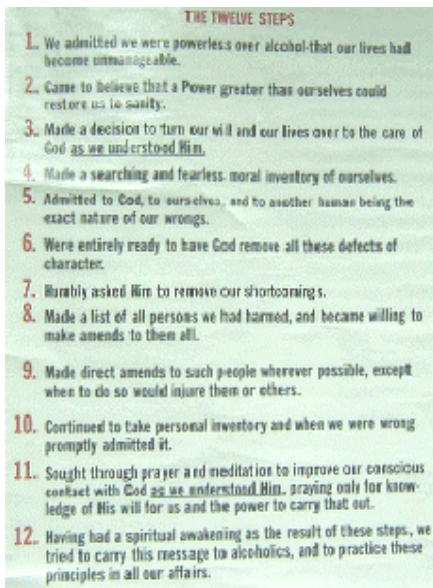 THE TWELVE STEPS
1. We admitted we were powerless over alcohol-that our lives had
become unmanageable.
2. Came to believe that a Power greater than ourselves could
restore us to sanity.
3. Made a decision to turn our will and our lives over to the care of
God as we understood Him.
4. Made a searching and fearless moral inventory of ourselves.
5. Admitted to God, to ourselves, and to another human being the
exact nature of our wrongs.
6. Were entirely ready to have God remove all these defects of
character.
7. Humbly asked Him to remove our shortcomings.
8. Made a list of all persons we had harmed, and became willing to
make amends to them all.
9. Made direct amends to such people wherever possible, except
when to do so would injure them or others.
10. Continued to take personal inventory and when we were wrong
promptly admitted it.
11. Sought through prayer and meditation to improve our conscious
contact with God as we understood Him, praying only for know-
ledge of His will for us and the power to carry that out.
12. Having had a spiritual awakening as the result of these steps, we
tried to carry this message to alcoholics, and to practice these
principles in all our affairs.